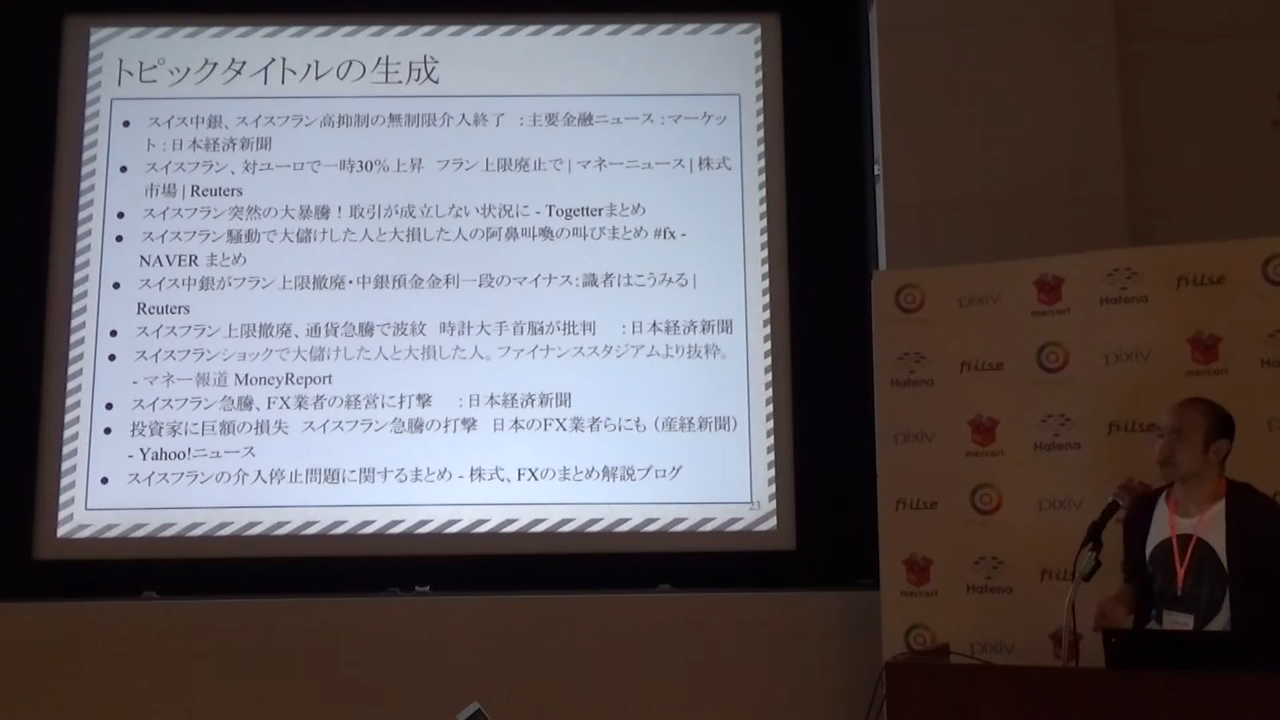 トピックタイトルの生成
● スイス中銀、スイスフラン高抑制の無制限介入終了 :主要金融ニュース:マーケッ
ト:日本経済新聞
● スイスフラン、対ユーロで一時30%上昇 フラン上限廃止で| マネーニュース| 株式
市場| Reuters
● スイスフラン突然の大暴騰!取引が成立しない状況に - Togetterまとめ
● スイスフラン騒動で大儲けした人と大損した人の阿鼻叫喚の叫びまとめ #fx -
NAVER まとめ
● スイス中銀がフラン上限撤廃・中銀預金金利一段のマイナス:識者はこうみる|
Reuters
● スイスフラン上限撤廃、通貨急騰で波紋 時計大手首脳が批判 :日本経済新聞
● スイスフランショックで大儲けした人と大損した人。ファイナンススタジアムより抜粋。
- マネー報道 MoneyReport
● スイスフラン急騰、FX業者の経営に打撃 :日本経済新聞
● 投資家に巨額の損失 スイスフラン急騰の打撃 日本のFX業者らにも (産経新聞)
- Yahoo!ニュース
● スイスフランの介入停止問題に関するまとめ - 株式、FXのまとめ解説ブログ
23
pixiv mercari Hatena
Hatena pixiv mercari
pixiv mercari Hatena
pixiv
mercari Hatena
pixiv